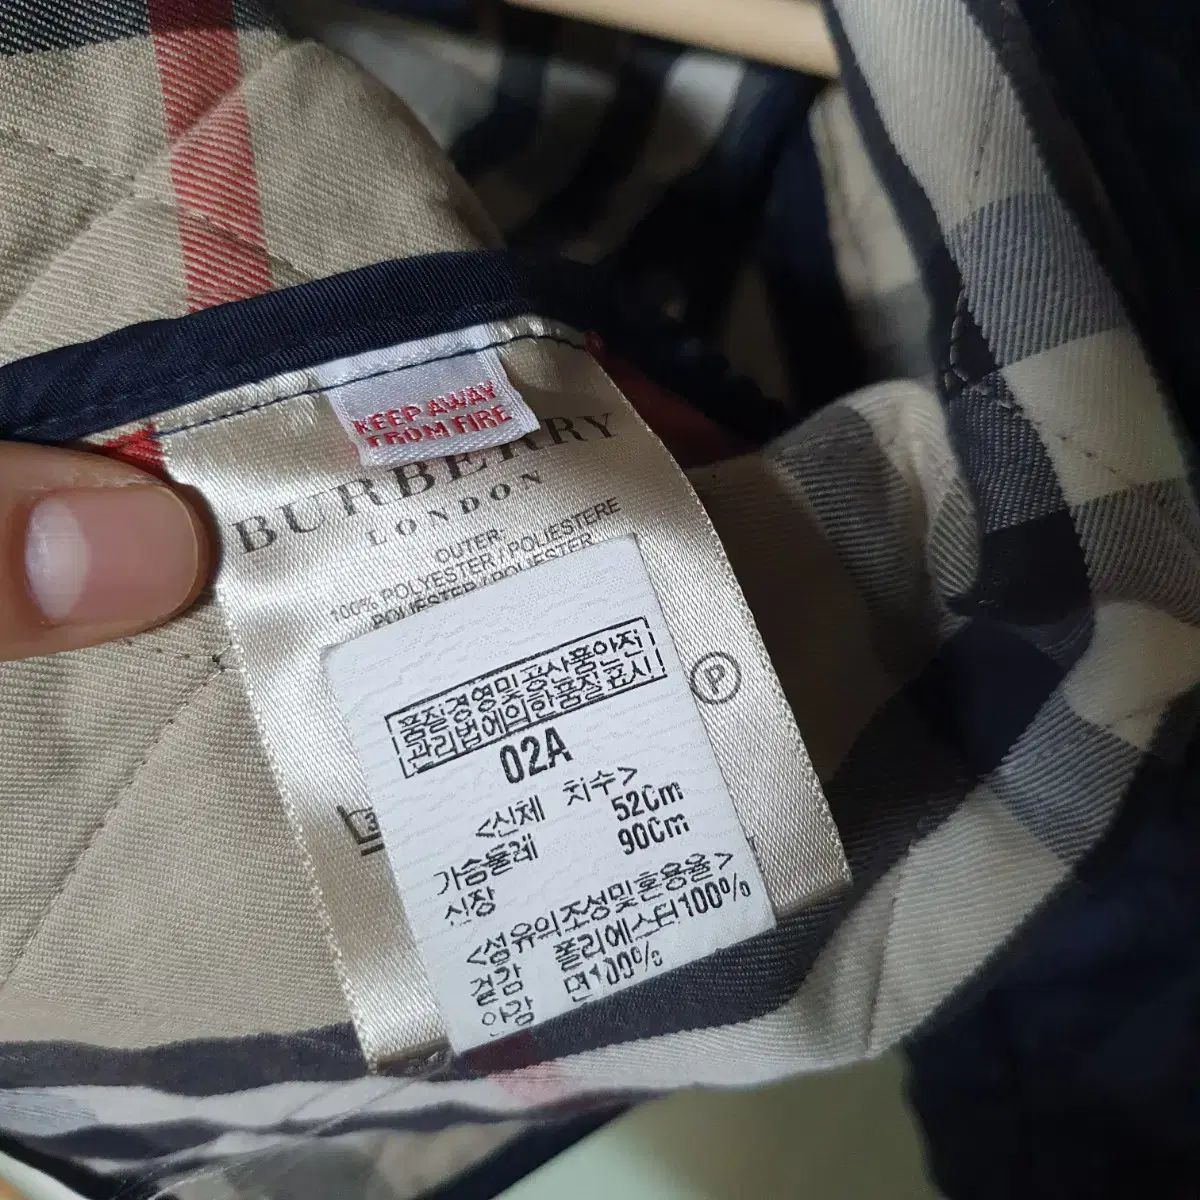 KEEP AWAY
FROM FIRE
BURBERRY
LONDON
OUTER:
100% POLYESTER / POLIESTERE
POLIESTER / POLYESTER
품질경영및공산품안전
관리법에의한품질표시
02A
<신체 치수>
가슴둘레 52Cm
신장 90Cm
<섬유의조성및혼용율>
겉감 폴리에스터100%
안감 면100%
P